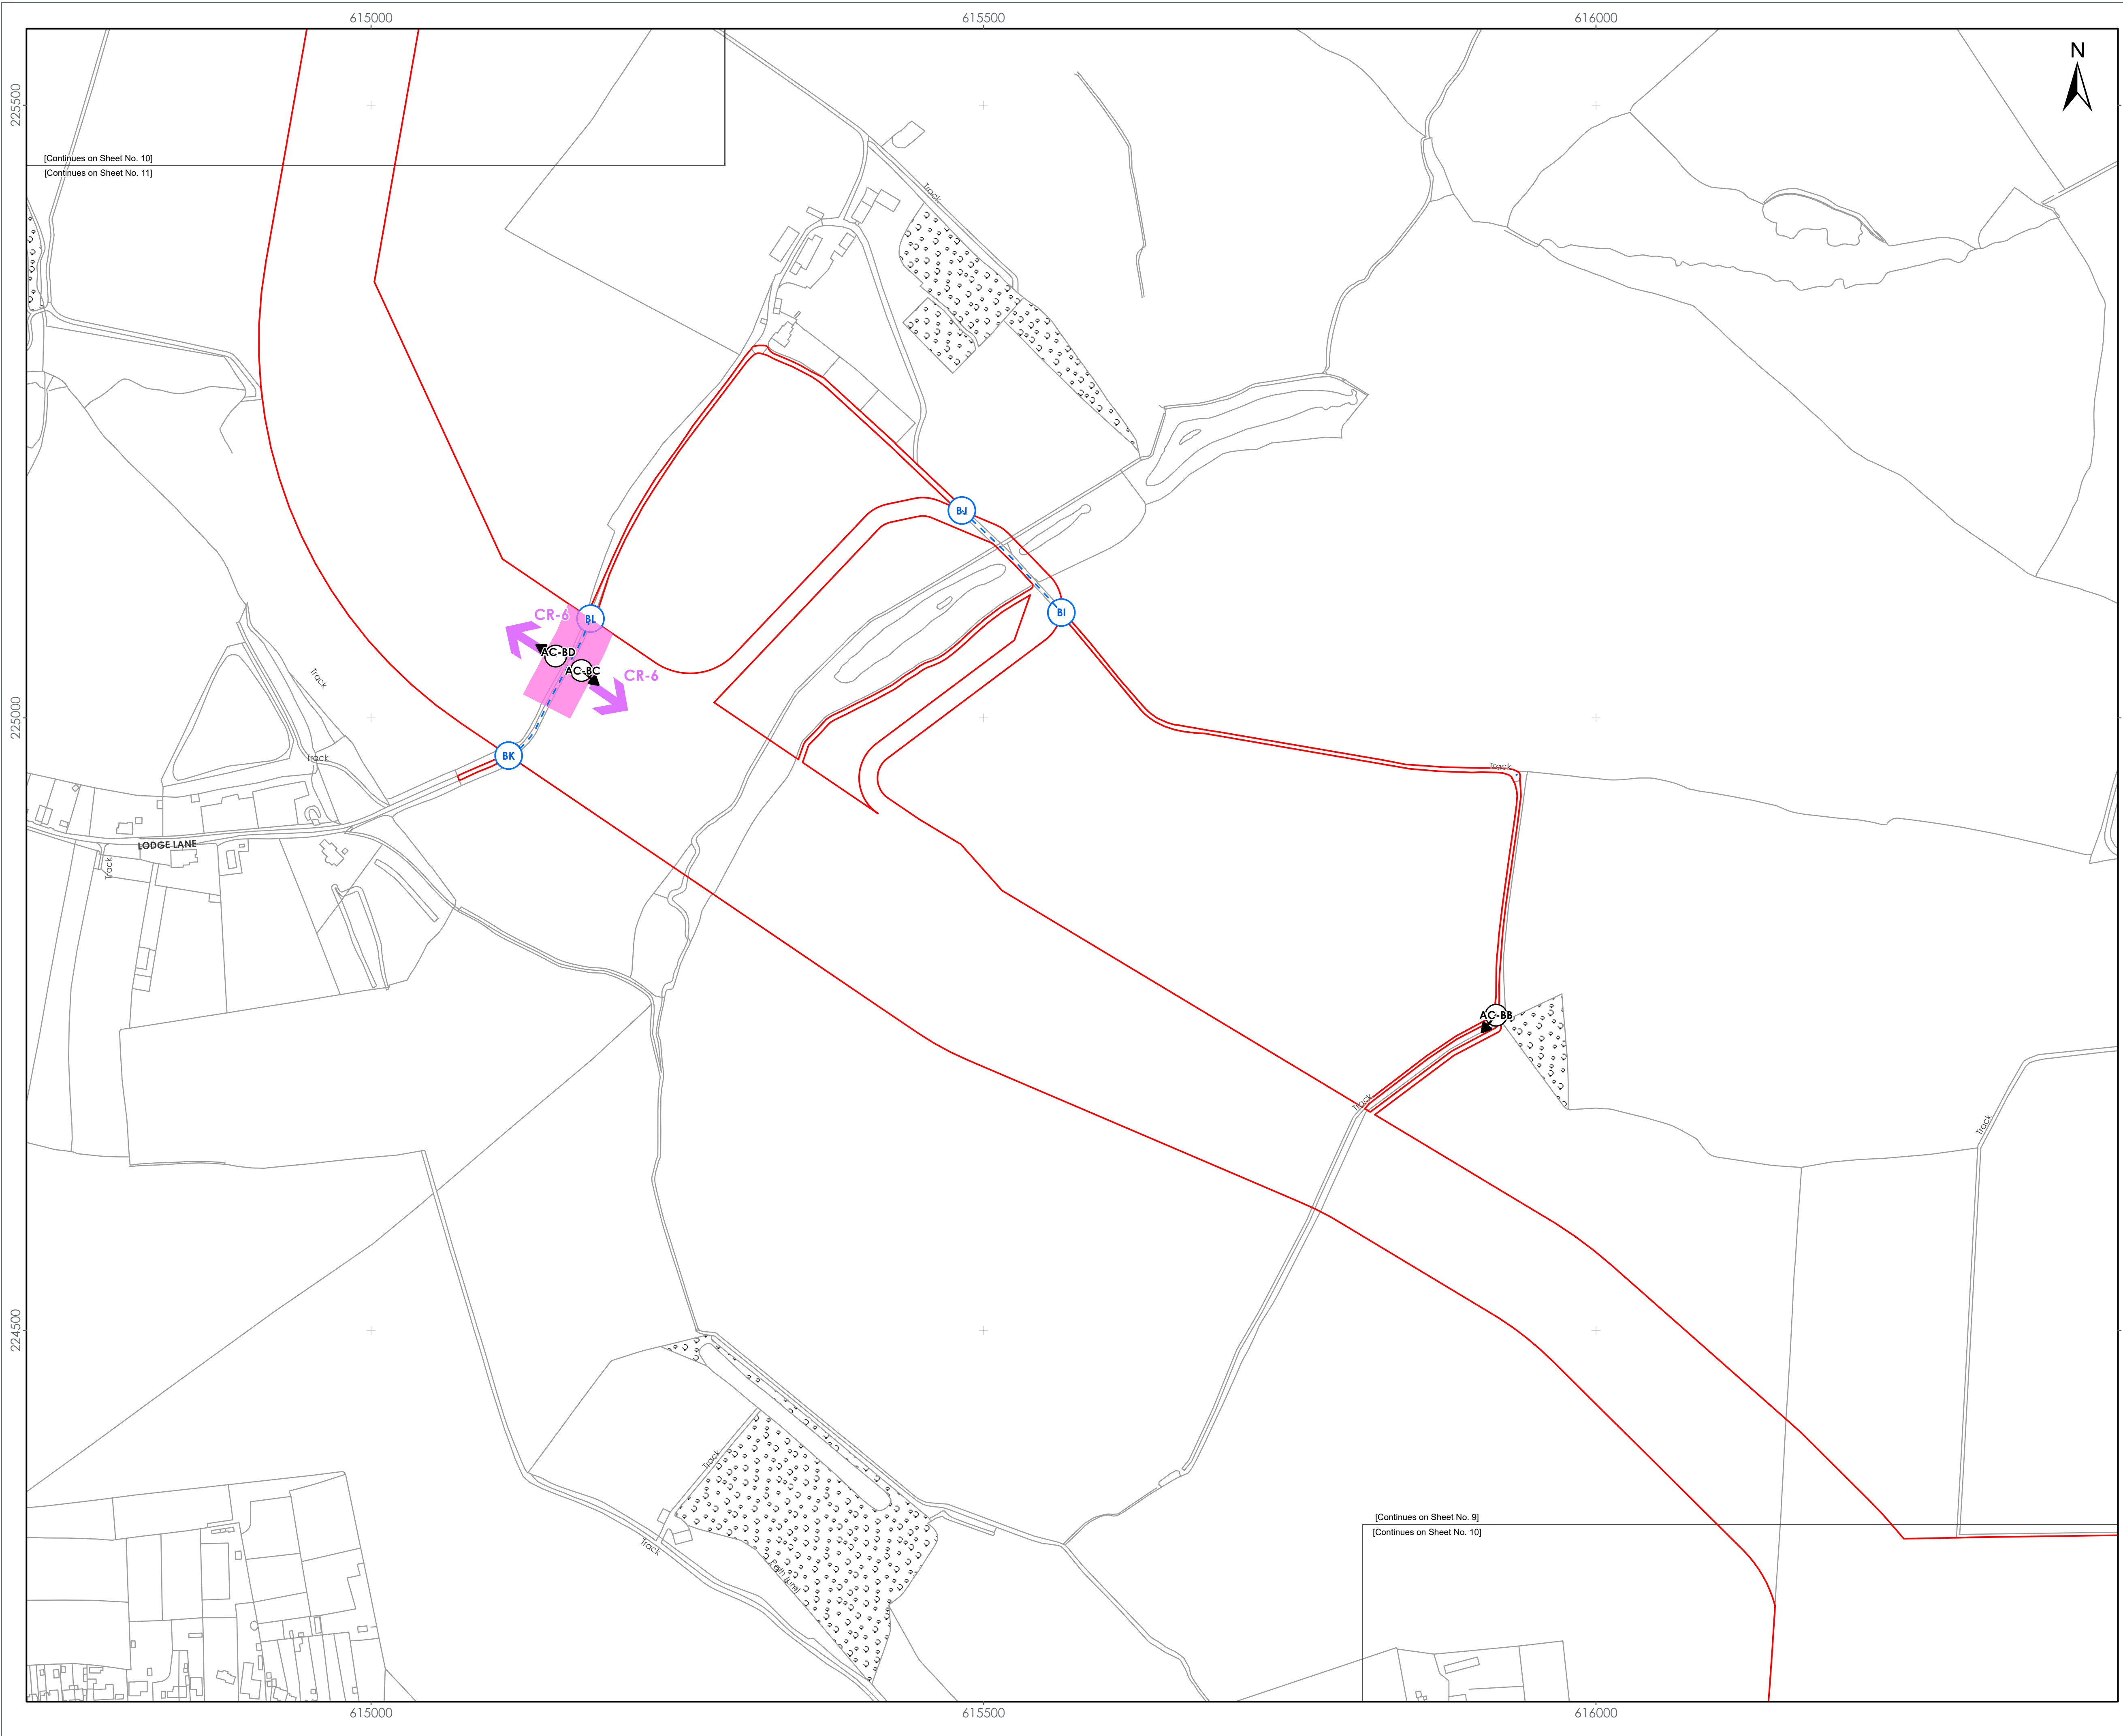 615000
615500
616000
N
225500
[Continues on Sheet No. 10]
[Continues on Sheet No. 11]
Track
BJ
CR-6
BL
BI
AC-BD
AC-BC
CR-6
Track
225000
BK
Track
Track
LODGE LANE
Track
AC-BB
Track
Track
224500
Track
[Continues on Sheet No. 9]
[Continues on Sheet No. 10]
Track
Path (um)
615000
615500
616000